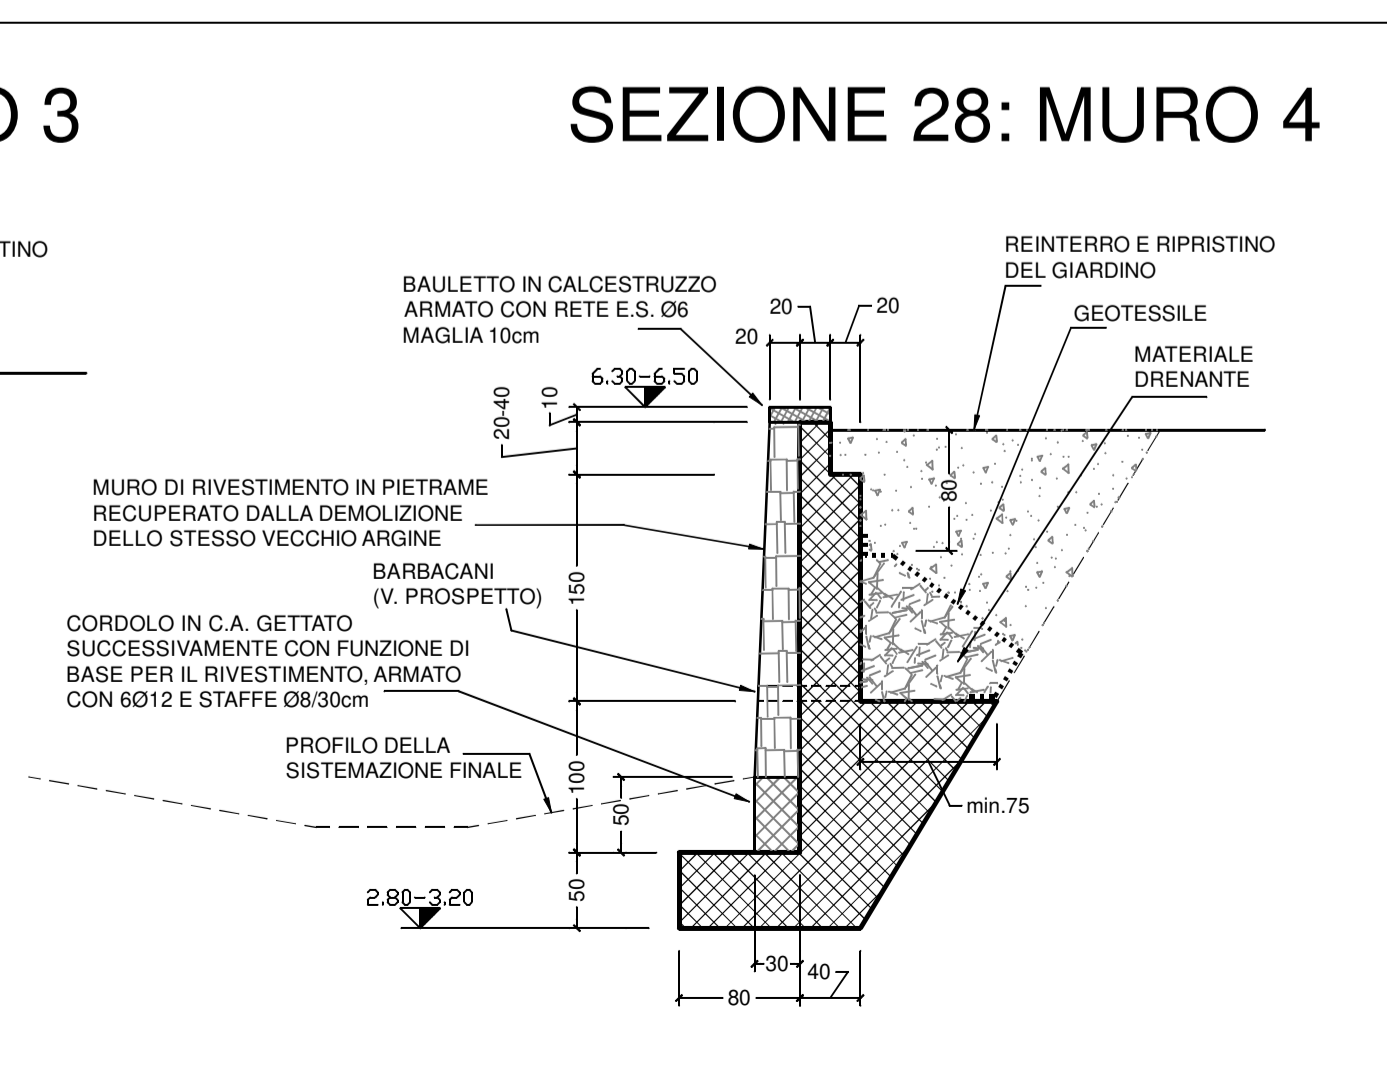 O 3
SEZIONE 28: MURO 4
TINO
REINTERRO E RIPRISTINO
DEL GIARDINO
BAULETTO IN CALCESTRUZZO
ARMATO CON RETE E.S. Ø6
MAGLIA 10cm
20
20
20
GEOTESSILE
MATERIALE
DRENANTE
6.30-6.50
20-40
10
80
MURO DI RIVESTIMENTO IN PIETRAME
RECUPERATO DALLA DEMOLIZIONE
DELLO STESSO VECCHIO ARGINE
BARBACANI
(V. PROSPETTO)
150
CORDOLO IN C.A. GETTATO
SUCCESSIVAMENTE CON FUNZIONE DI
BASE PER IL RIVESTIMENTO, ARMATO
CON 6Ø12 E STAFFE Ø8/30cm
PROFILO DELLA
SISTEMAZIONE FINALE
100
50
min.75
50
2.80-3.20
30
40
80